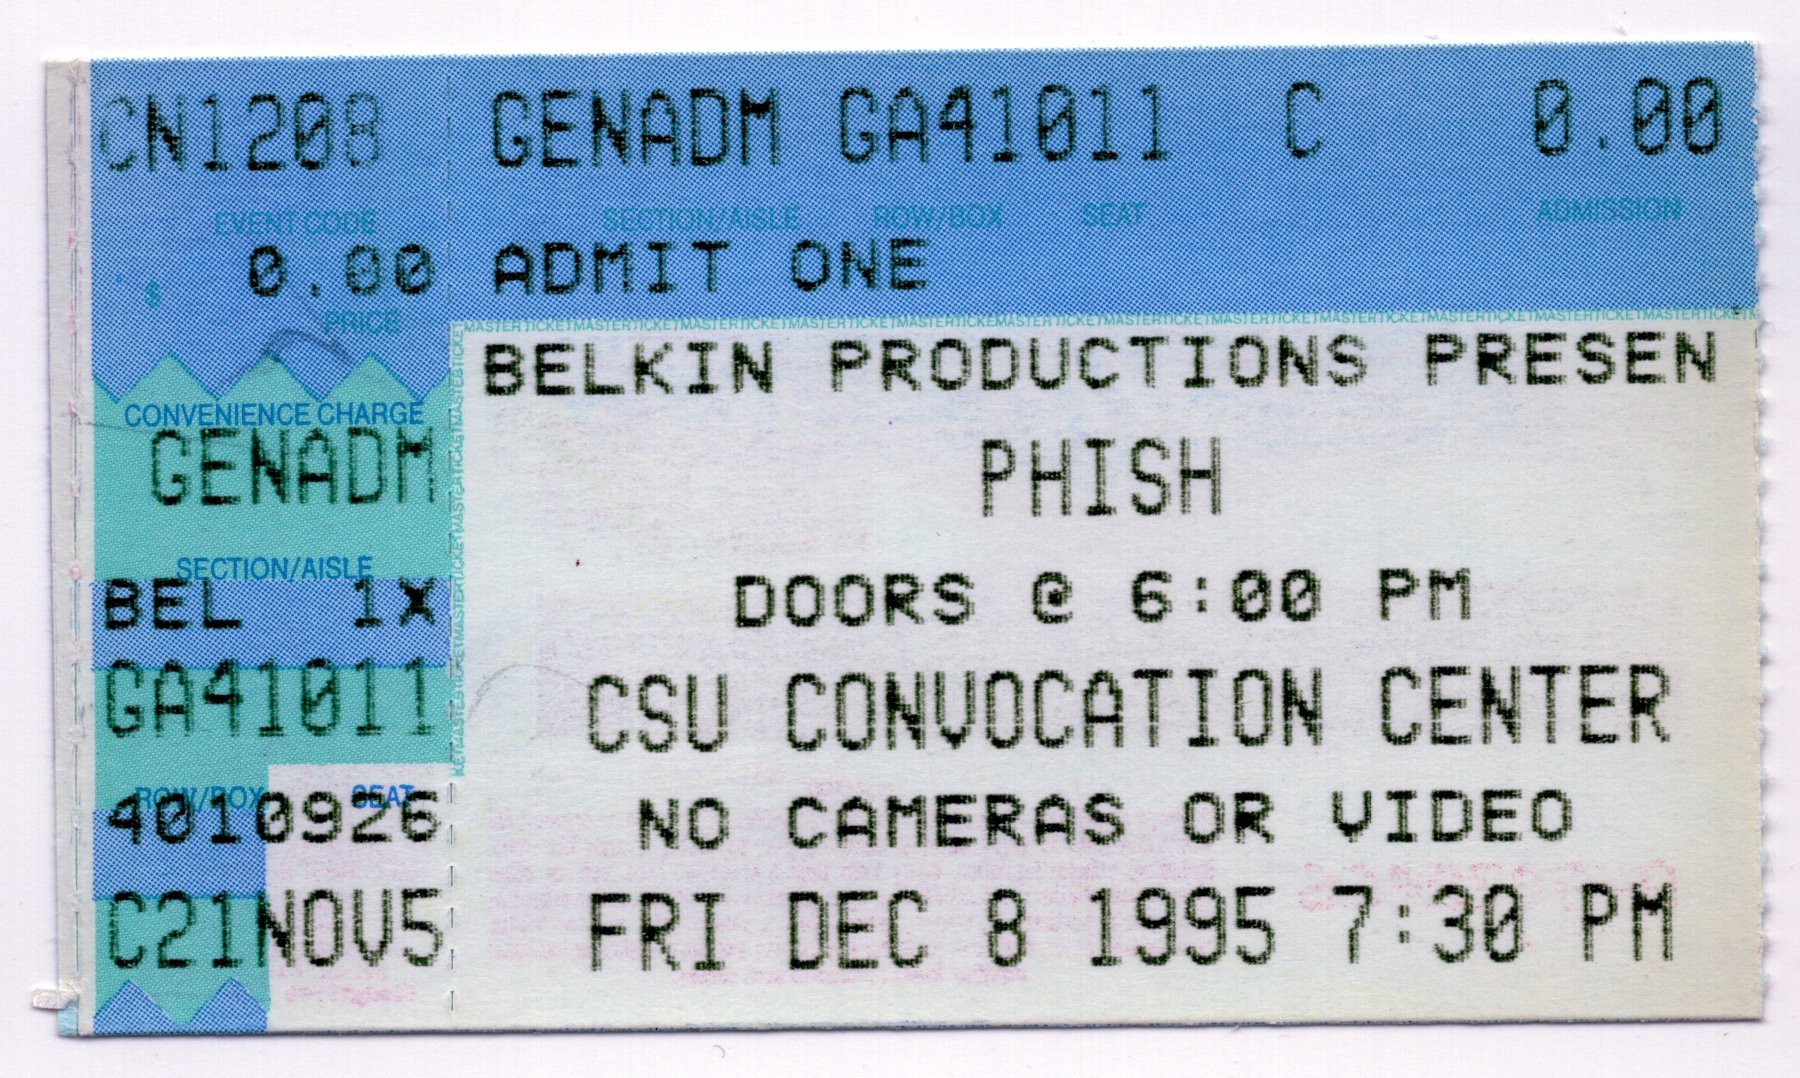 CN1208 GENADM GA41011 C 0.00
EVENT CODE SECTION/AISLE ROW/BOX SEAT ADMISSION
$ 0.00 ADMIT ONE
PRICE
MASTERTICKETMASTERTICKETMASTERTICKETMASTERTICKETMASTERTICKETMASTERTICKETMASTERTICKETMASTERTICKETMASTERTICKETMASTERTICKETMASTERTICKETMASTERTICKET
BELKIN PRODUCTIONS PRESEN
CONVENIENCE CHARGE
GENADM
PHISH
SECTION/AISLE
BEL 1X
DOORS @ 6:00 PM
GA41011
CSU CONVOCATION CENTER
ROW/BOX SEAT
4010926
NO CAMERAS OR VIDEO
C21NOV5
FRI DEC 8 1995 7:30 PM